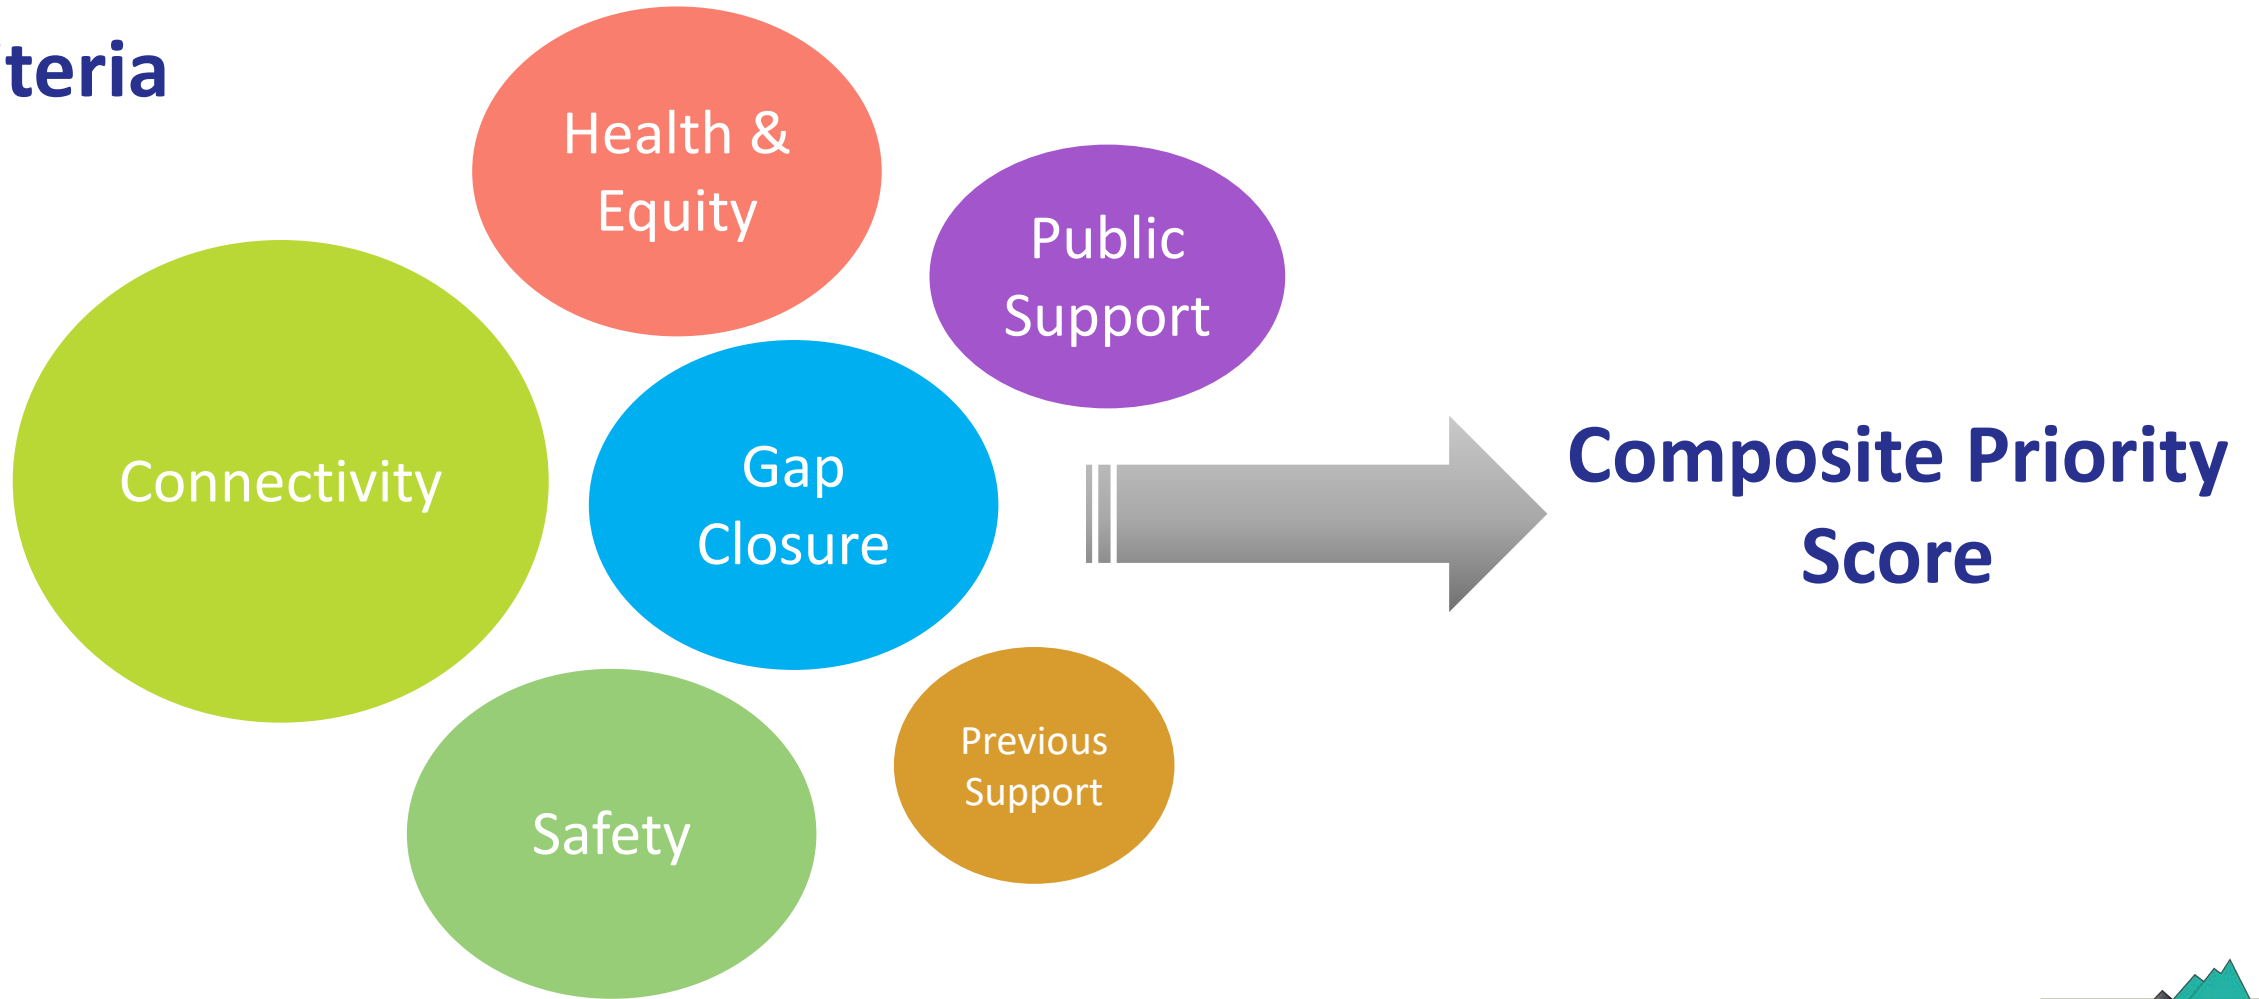 teria
Health &
Equity
Public
Support
Connectivity
Gap
Closure
Composite Priority
Score
Previous
Support
Safety